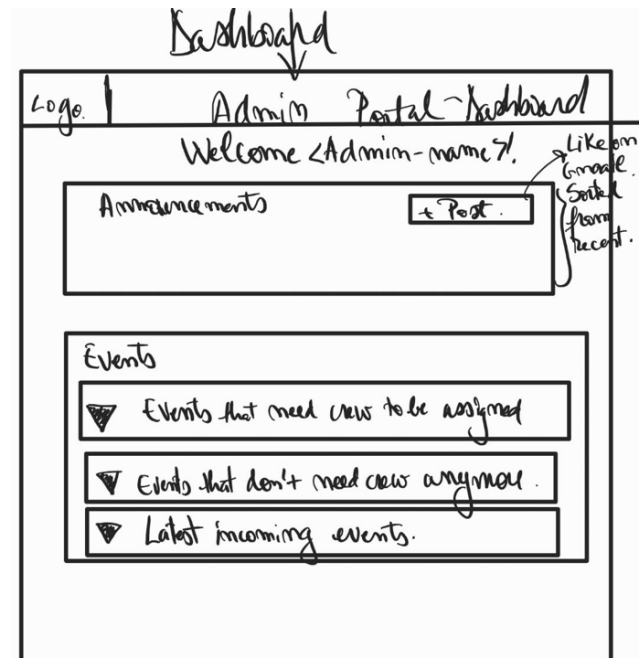 Dashboard
Logo. Admin Portal-Dashboard
Welcome <Admin-name>!
Like on
Gmail.
Announcements
+ Post.
Sorted
from
recent.
Events
Events that need crew to be assigned
Events that don't need crew anymore.
Latest incoming events.